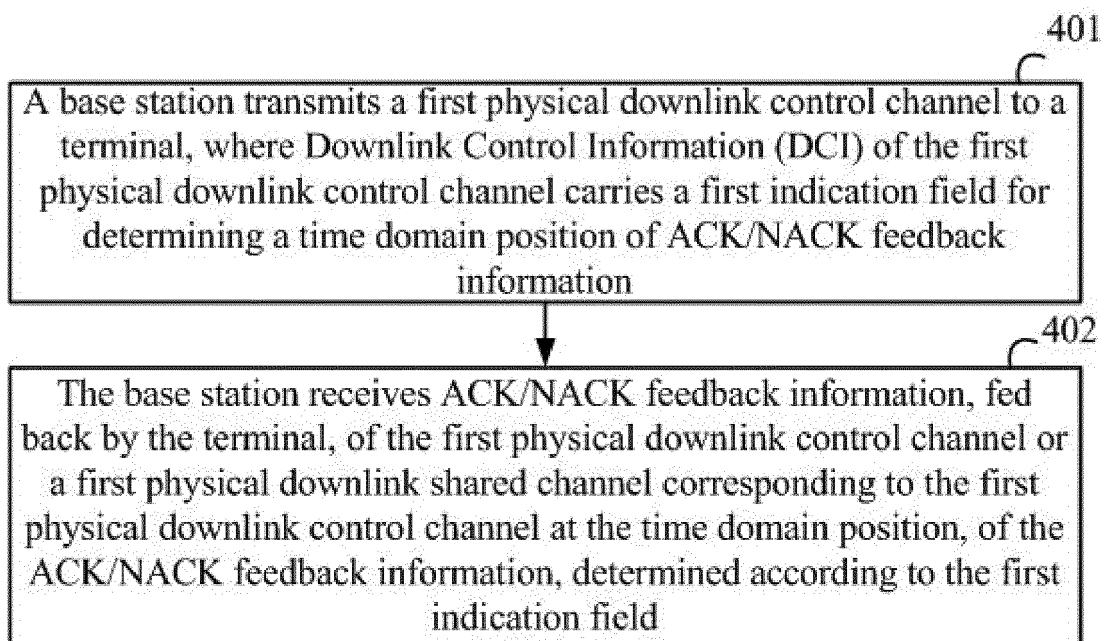 401
A base station transmits a first physical downlink control channel to a
terminal, where Downlink Control Information (DCI) of the first
physical downlink control channel carries a first indication field for
determining a time domain position of ACK/NACK feedback
information
402
The base station receives ACK/NACK feedback information, fed
back by the terminal, of the first physical downlink control channel or
a first physical downlink shared channel corresponding to the first
physical downlink control channel at the time domain position, of the
ACK/NACK feedback information, determined according to the first
indication field